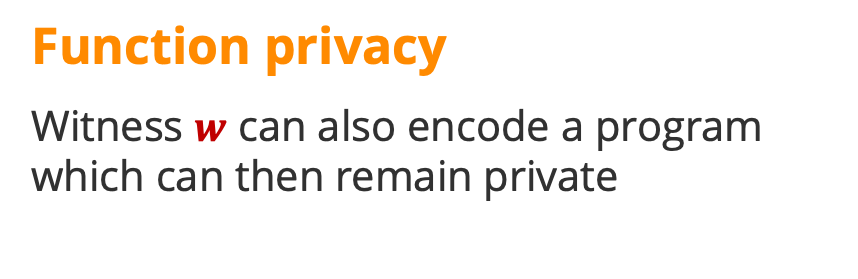 Function privacy
Witness w can also encode a program
which can then remain private